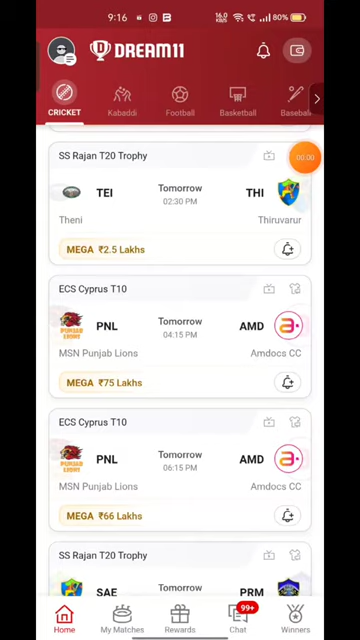 9:16
16.0
KB/S
80%
DREAM11
CRICKET
Kabaddi
Football
Basketball
Baseball
00:00
SS Rajan T20 Trophy
TEI
Tomorrow
02:30 PM
THI
Theni
Thiruvarur
MEGA ₹2.5 Lakhs
ECS Cyprus T10
PNL
Tomorrow
04:15 PM
AMD
MSN Punjab Lions
Amdocs CC
MEGA ₹75 Lakhs
ECS Cyprus T10
PNL
Tomorrow
06:15 PM
AMD
MSN Punjab Lions
Amdocs CC
MEGA ₹66 Lakhs
SS Rajan T20 Trophy
SAE
Tomorrow
PRM
99+
Home
My Matches
Rewards
Chat
Winners